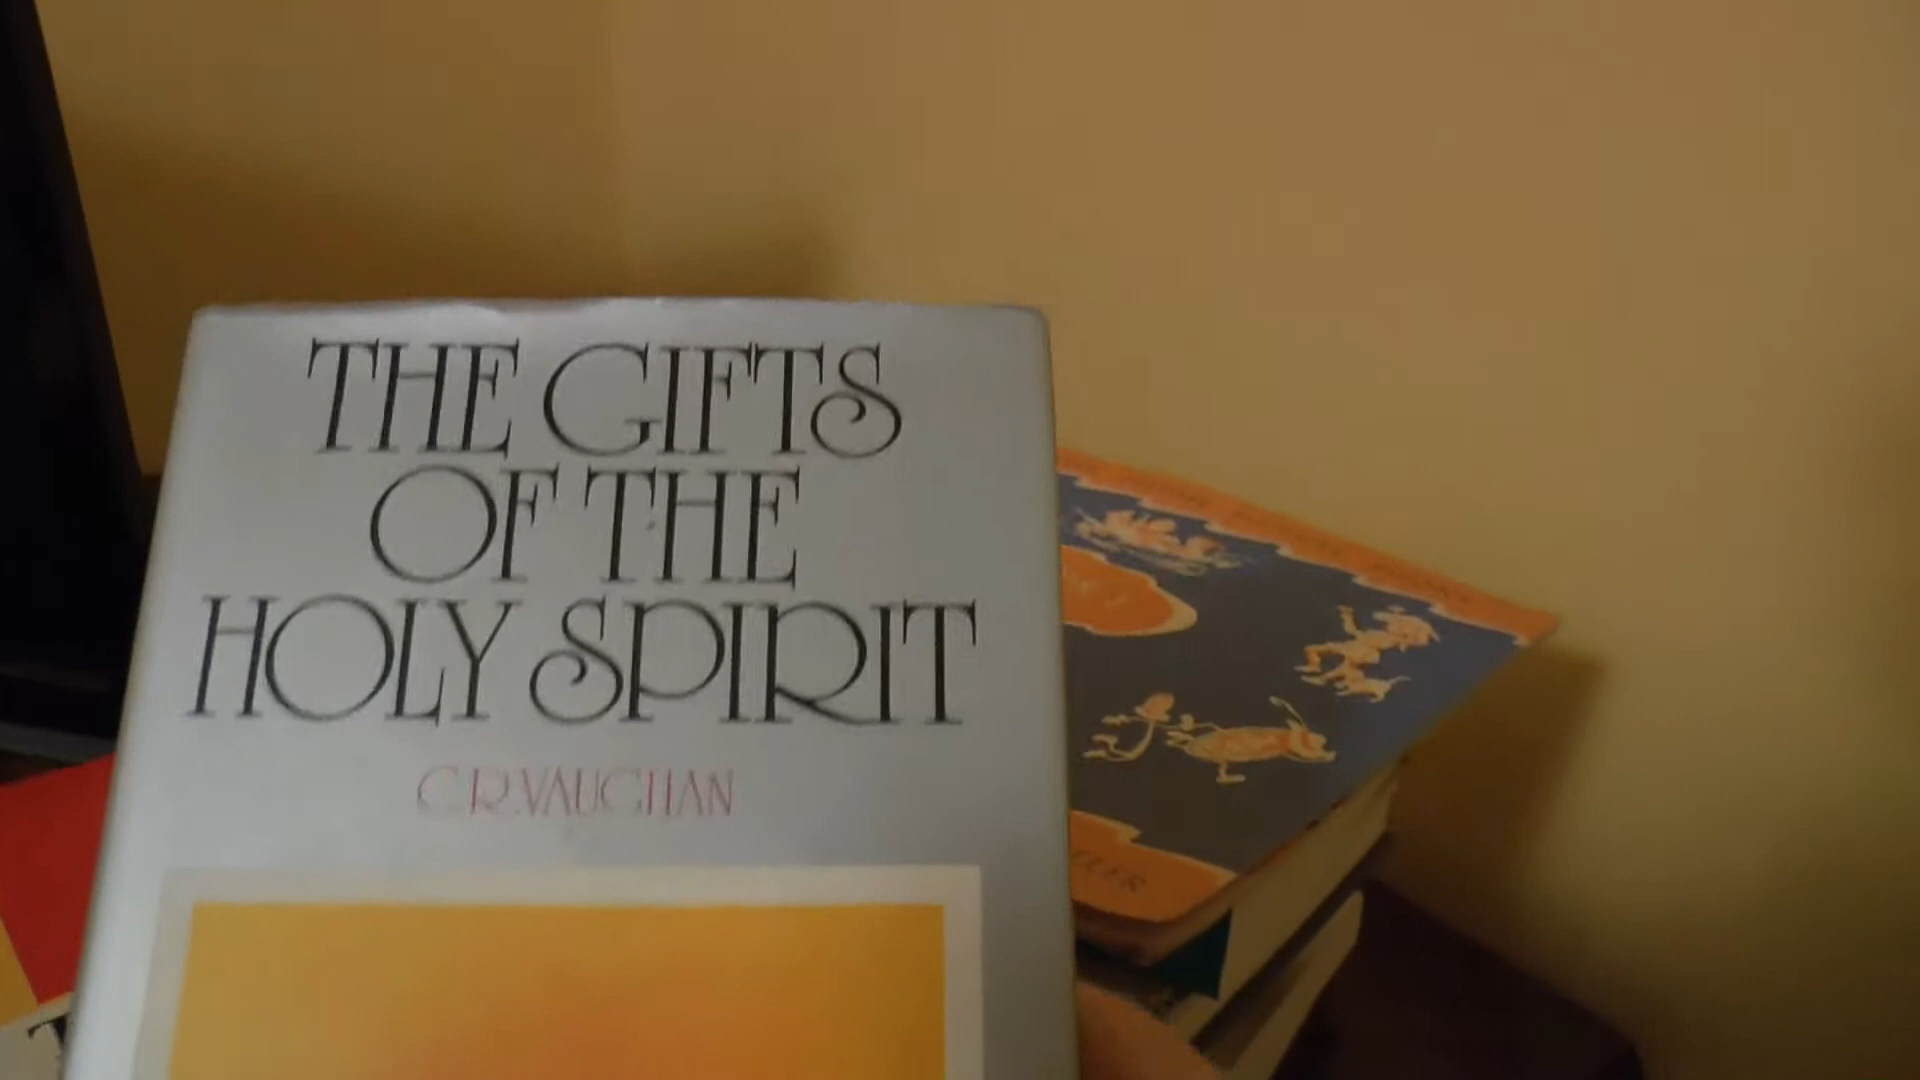 THE GIFTS
OF THE
HOLY SPIRIT
C.R. VAUGHAN